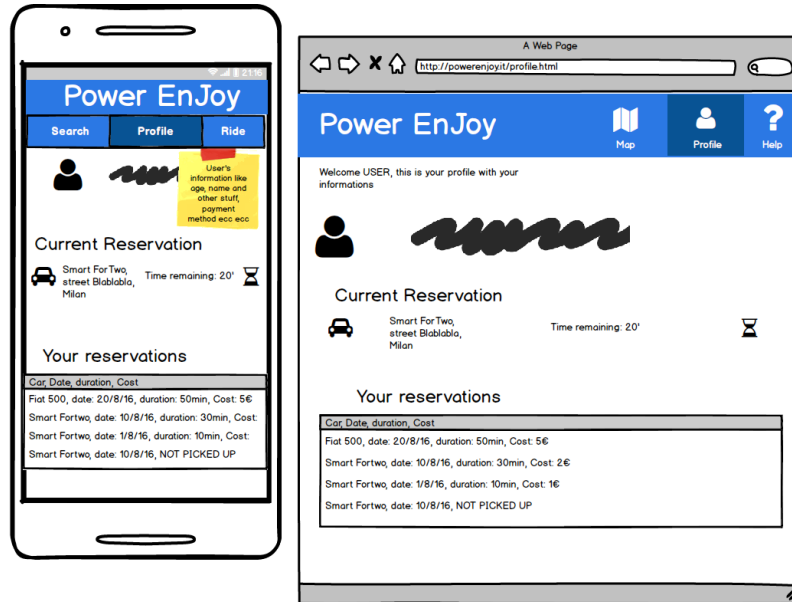 2:16
Power EnJoy
Search Profile Ride
User's
information like
age, name and
other stuff,
payment
method ecc ecc
Current Reservation
Smart ForTwo,
street Blablabla,
Milan
Time remaining: 20'
Your reservations
Car, Date, duration, Cost
Fiat 500, date: 20/8/16, duration: 50min, Cost: 5€
Smart Fortwo, date: 10/8/16, duration: 30min, Cost:
Smart Fortwo, date: 1/8/16, duration: 10min, Cost:
Smart Fortwo, date: 10/8/16, NOT PICKED UP
A Web Page
http://powerenjoy.it/profile.html
Power EnJoy
Map Profile Help
Welcome USER, this is your profile with your
informations
Current Reservation
Smart ForTwo,
street Blablabla,
Milan
Time remaining: 20'
Your reservations
Car, Date, duration, Cost
Fiat 500, date: 20/8/16, duration: 50min, Cost: 5€
Smart Fortwo, date: 10/8/16, duration: 30min, Cost: 2€
Smart Fortwo, date: 1/8/16, duration: 10min, Cost: 1€
Smart Fortwo, date: 10/8/16, NOT PICKED UP